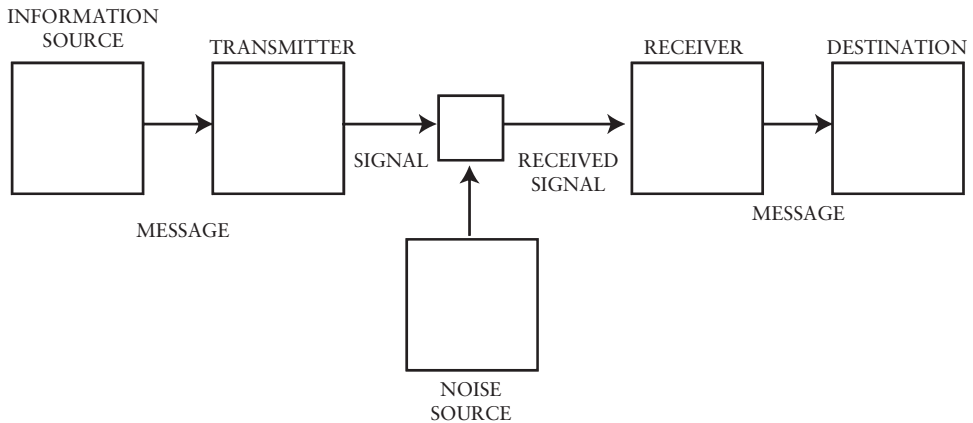 INFORMATION
SOURCE
TRANSMITTER
RECEIVER
DESTINATION
SIGNAL
RECEIVED
SIGNAL
MESSAGE
MESSAGE
NOISE
SOURCE